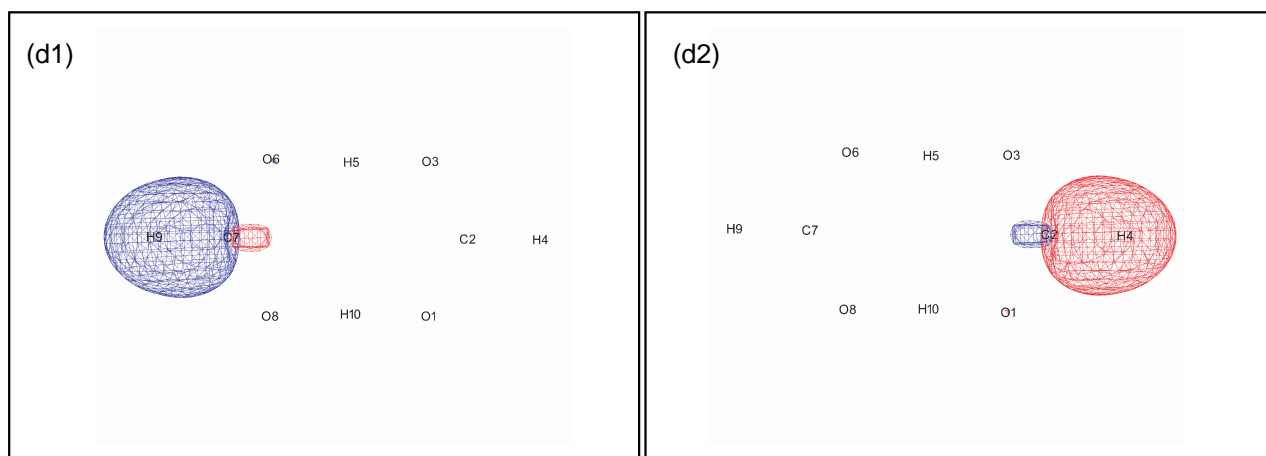 (d1)
O6 H5 O3
H9 C7 C2 H4
O8 H10 O1
(d2)
O6 H5 O3
H9 C7 C2 H4
O8 H10 O1